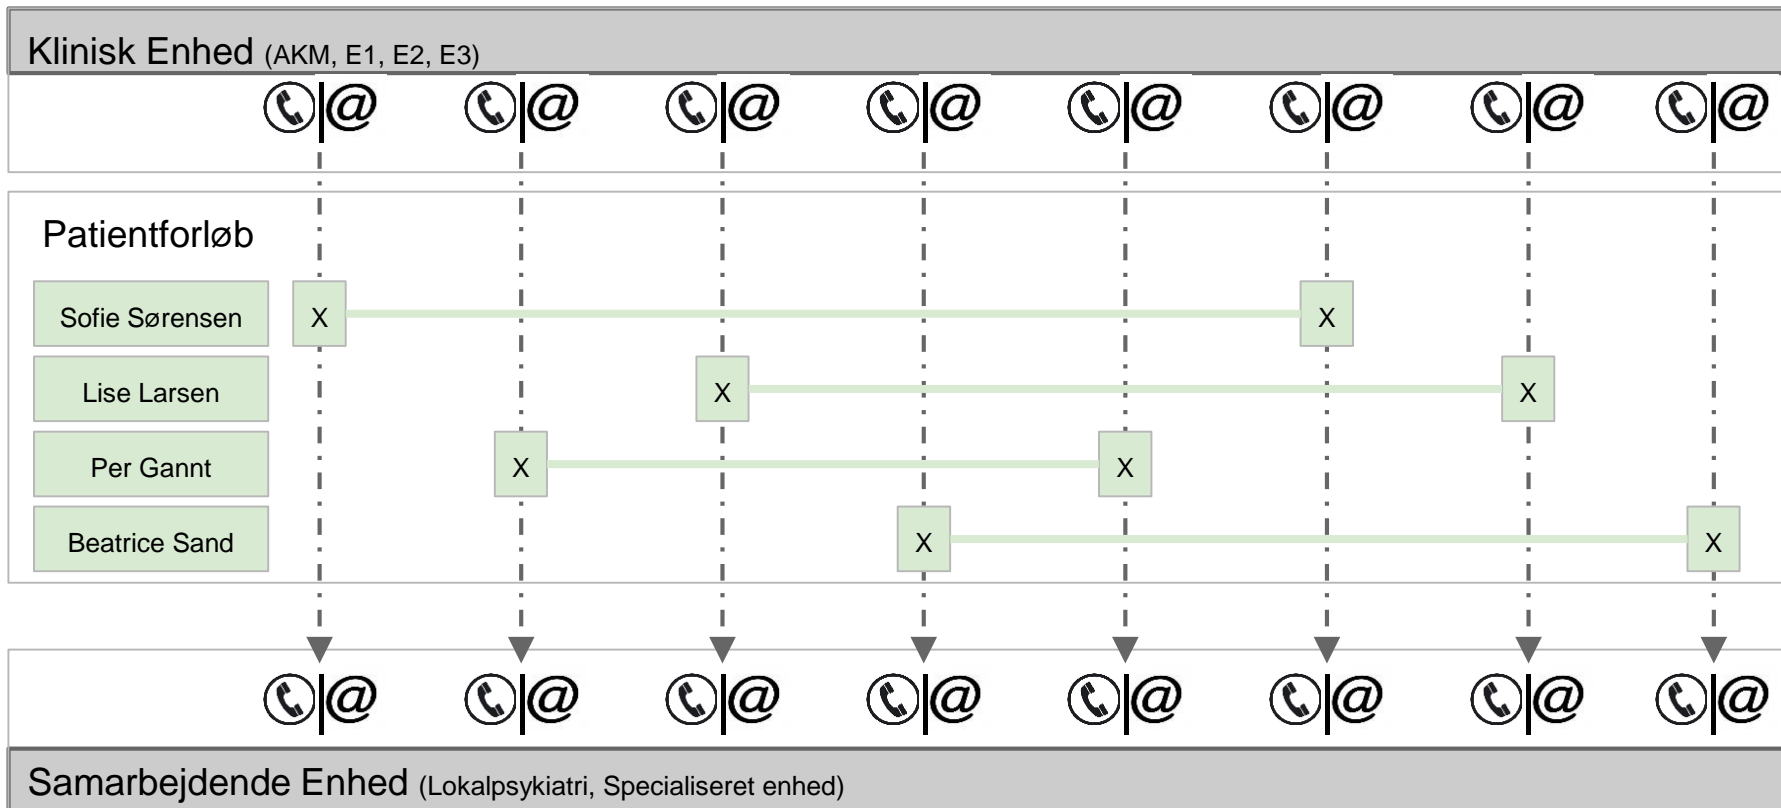 Klinisk Enhed (AKM, E1, E2, E3)
@ @ @ @ @ @ @ @
Patientforløb
Sofie Sørensen X X
Lise Larsen X X
Per Gannt X X
Beatrice Sand X X
@ @ @ @ @ @ @ @
Samarbejdende Enhed (Lokalpsykiatri, Specialiseret enhed)